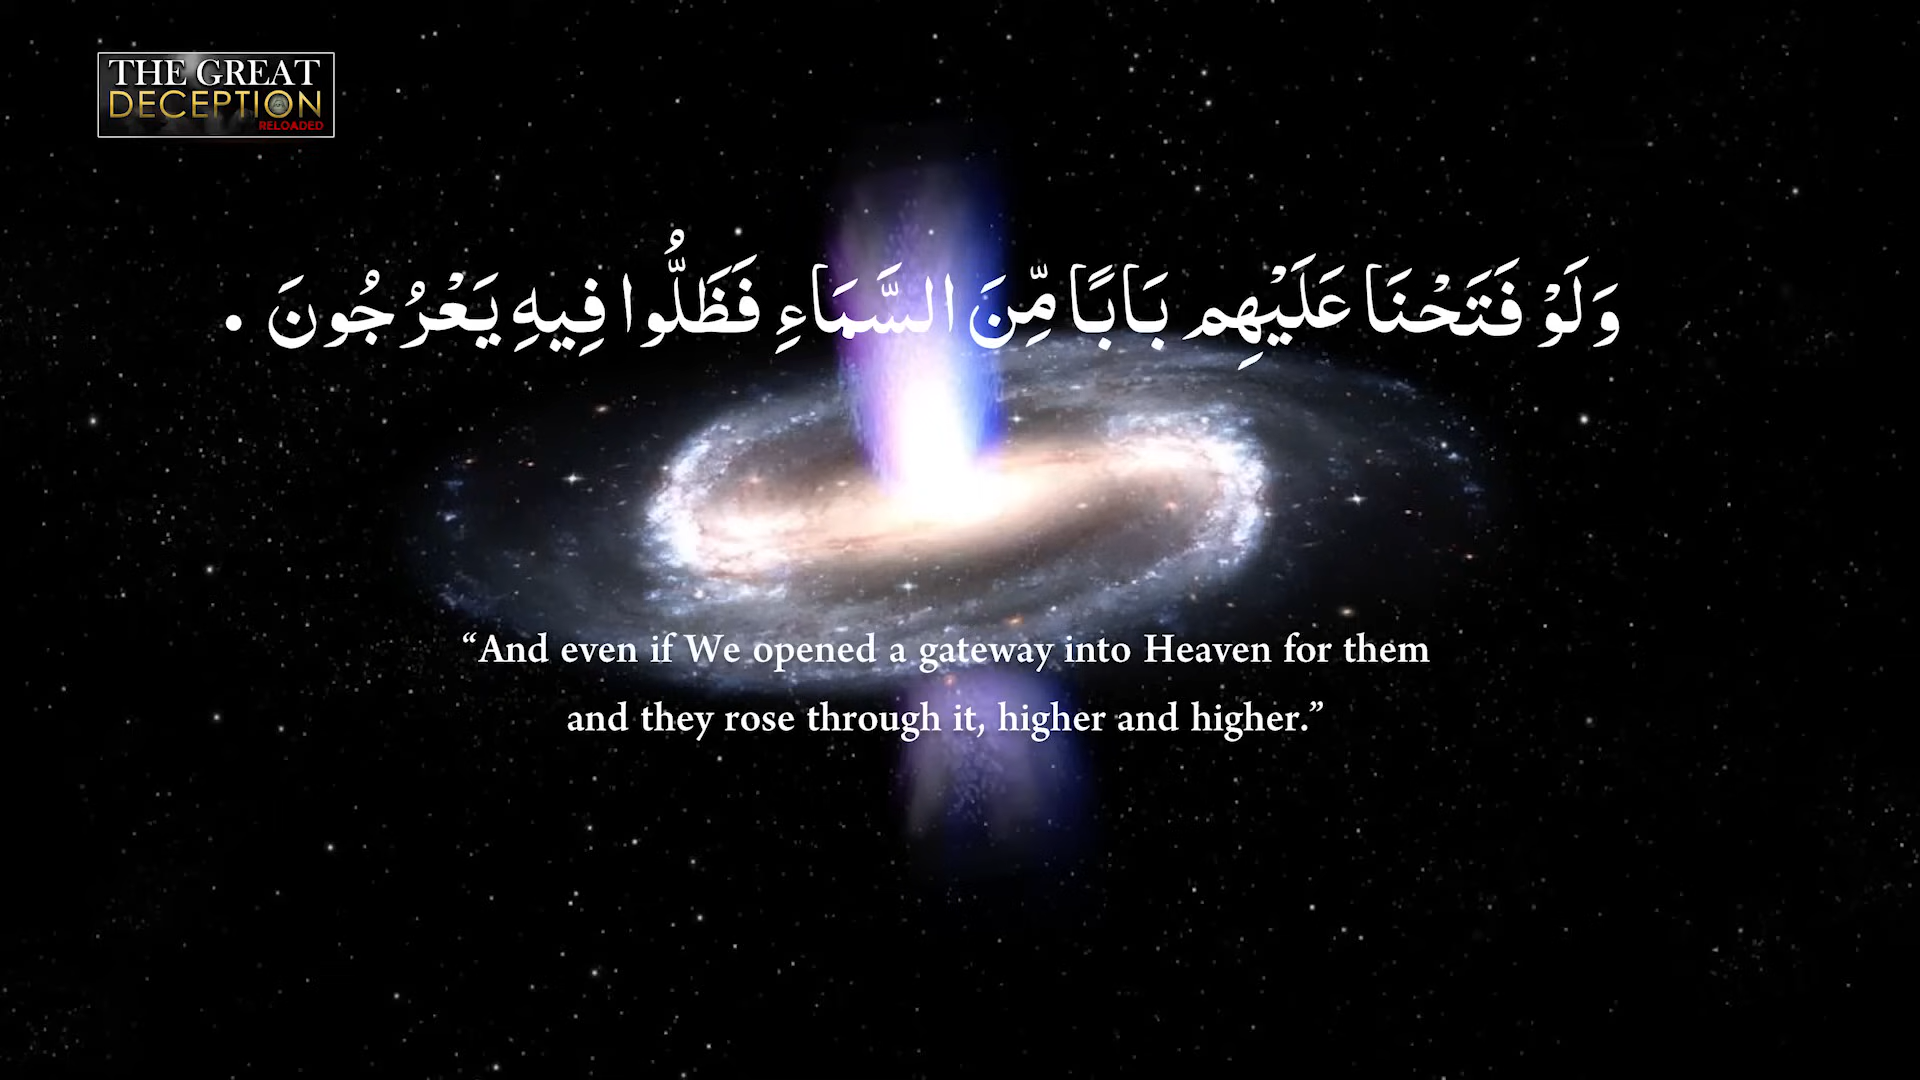 THE GREAT
DECEPTION
RELOADED
وَلَوْ فَتَحْنَا عَلَيْهِم بَابًا مِّنَ السَّمَاءِ فَظَلُّوا فِيهِ يَعْرُجُونَ .
“And even if We opened a gateway into Heaven for them
and they rose through it, higher and higher.”